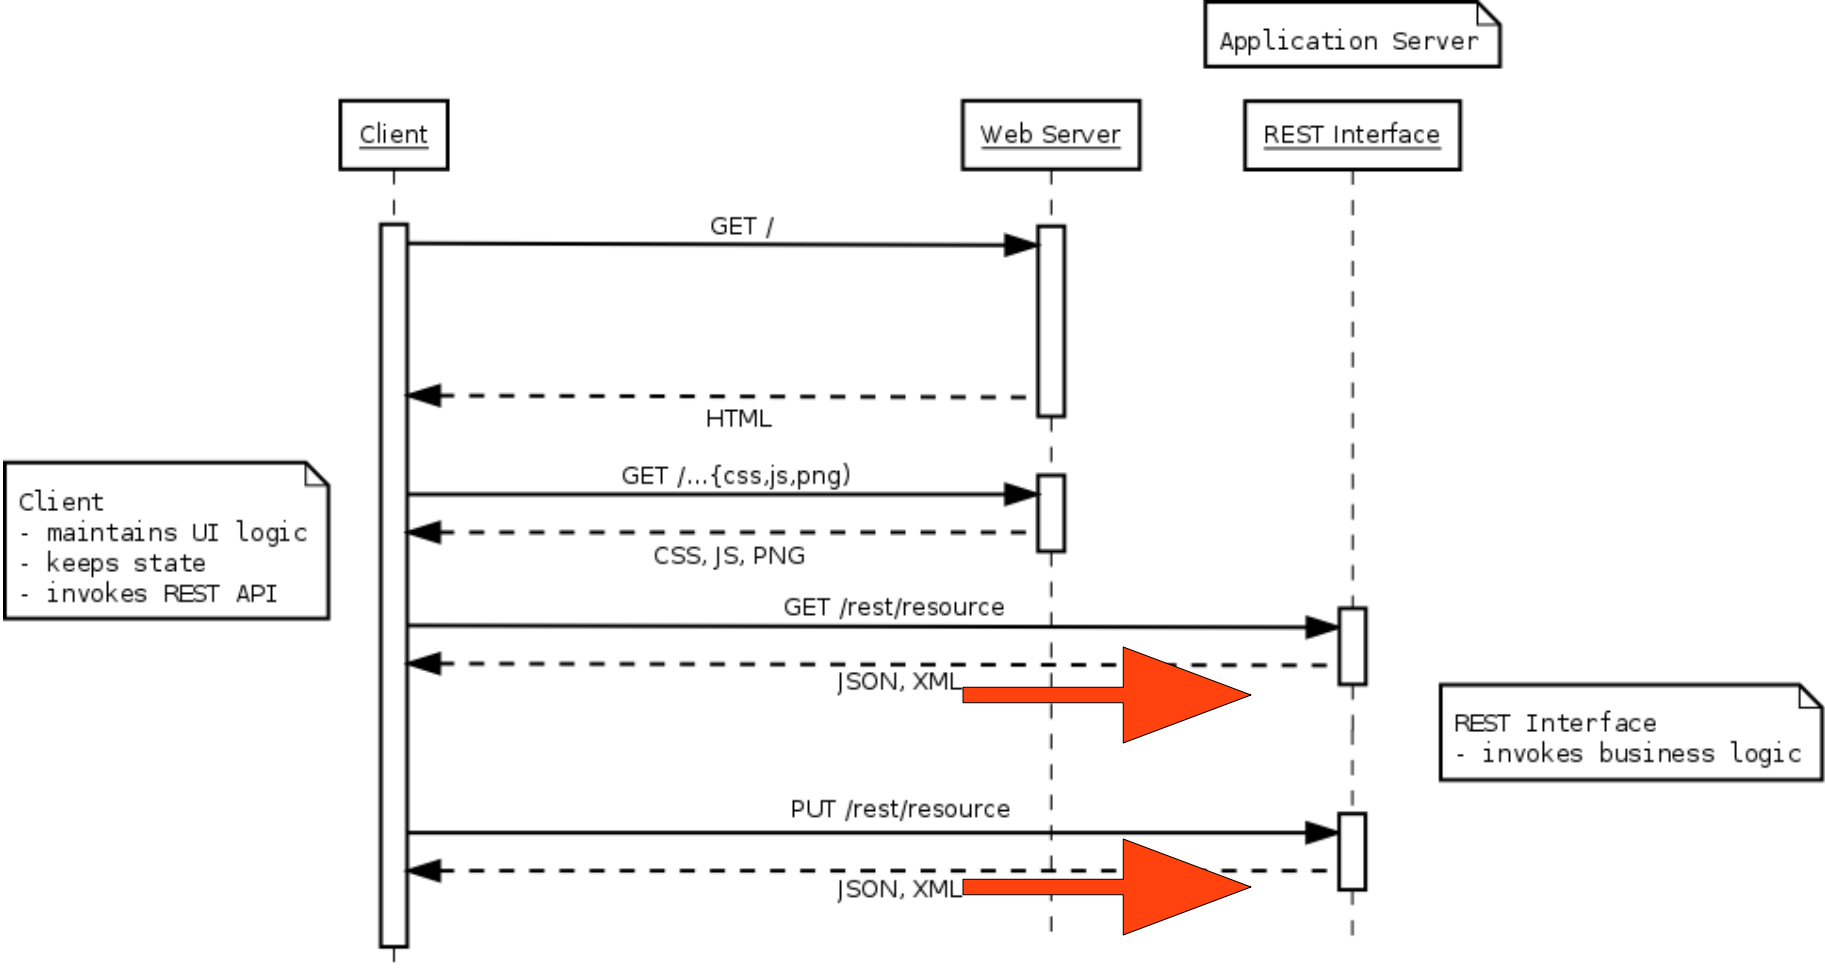 Application Server
Client
Web Server
REST Interface
GET /
HTML
GET /...{css,js,png)
CSS, JS, PNG
Client
- maintains UI logic
- keeps state
- invokes REST API
GET /rest/resource
JSON, XML
REST Interface
- invokes business logic
PUT /rest/resource
JSON, XML